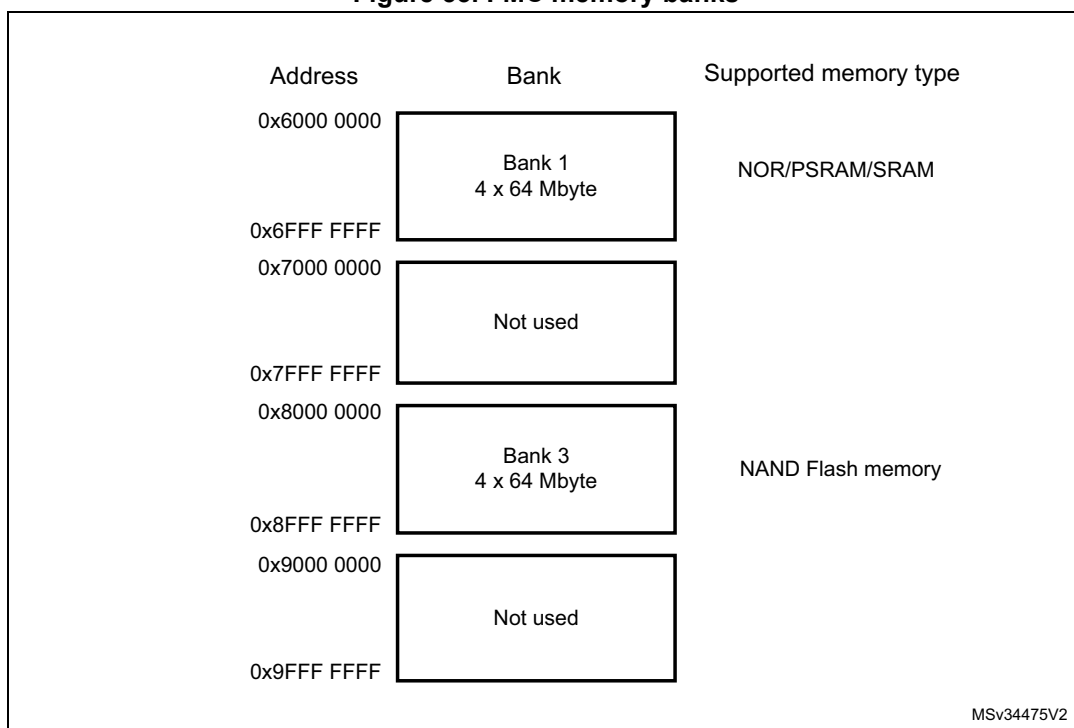 Address Bank Supported memory type
0x6000 0000
Bank 1
4 x 64 Mbyte
NOR/PSRAM/SRAM
0x6FFF FFFF
0x7000 0000
Not used
0x7FFF FFFF
0x8000 0000
Bank 3
4 x 64 Mbyte
NAND Flash memory
0x8FFF FFFF
0x9000 0000
Not used
0x9FFF FFFF
MSv34475V2